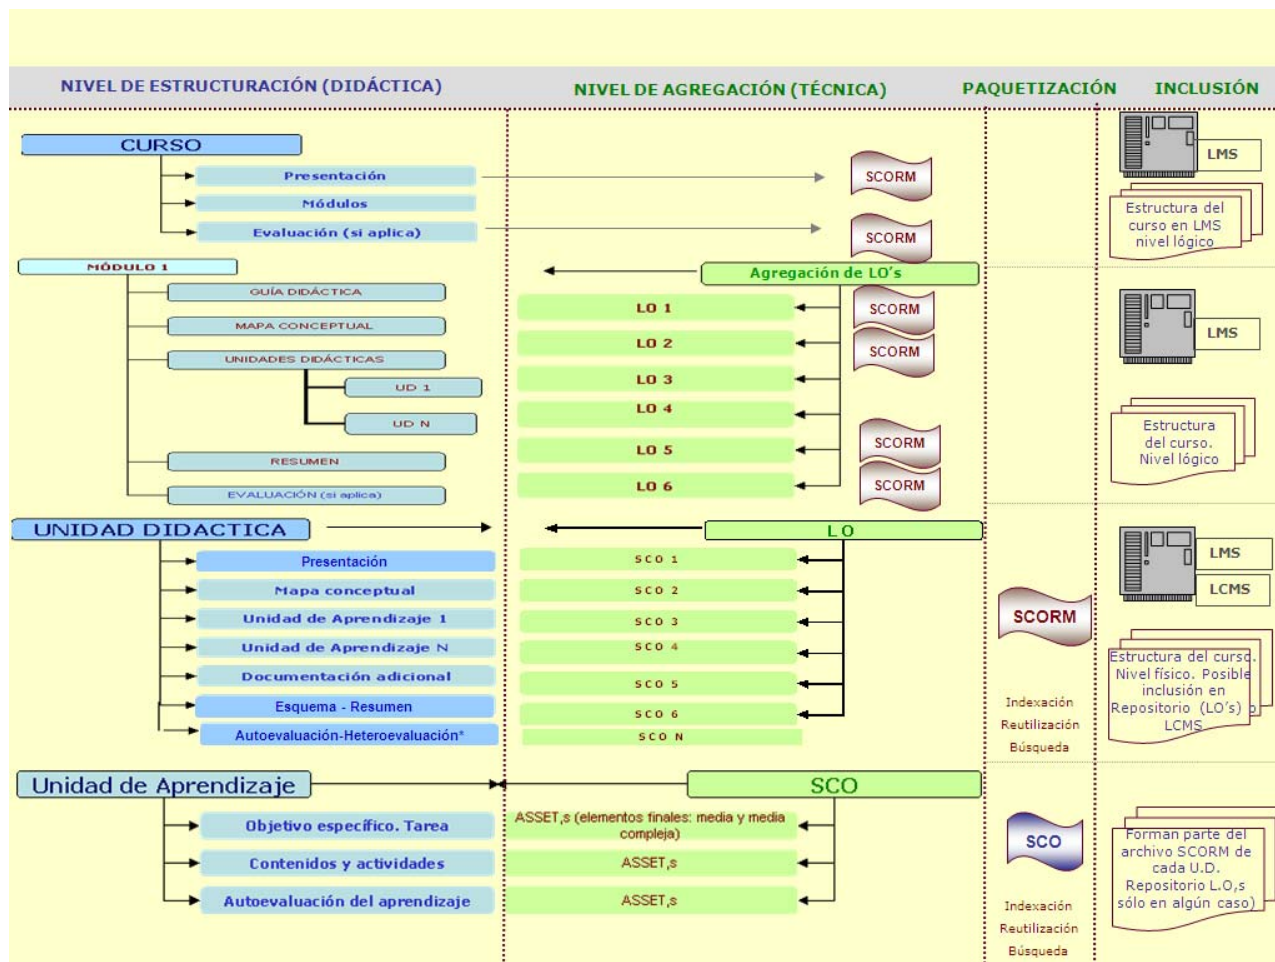 NIVEL DE ESTRUCTURACIÓN (DIDÁCTICA)
NIVEL DE AGREGACIÓN (TÉCNICA)
PAQUETIZACIÓN
INCLUSIÓN
CURSO
Presentación
Módulos
Evaluación (si aplica)
SCORM
SCORM
LMS
Estructura del
curso en LMS
nivel lógico
MÓDULO 1
GUÍA DIDÁCTICA
MAPA CONCEPTUAL
UNIDADES DIDÁCTICAS
UD 1
UD N
RESUMEN
EVALUACIÓN (si aplica)
Agregación de LO's
LO 1
LO 2
LO 3
LO 4
LO 5
LO 6
SCORM
SCORM
SCORM
SCORM
LMS
Estructura
del curso.
Nivel lógico
UNIDAD DIDACTICA
Presentación
Mapa conceptual
Unidad de Aprendizaje 1
Unidad de Aprendizaje N
Documentación adicional
Esquema - Resumen
Autoevaluación-Heteroevaluación*
LO
SCO 1
SCO 2
SCO 3
SCO 4
SCO 5
SCO 6
SCO N
SCORM
Indexación
Reutilización
Búsqueda
LMS
LCMS
Estructura del curso.
Nivel físico. Posible
inclusión en
Repositorio (LO's) o
LCMS
Unidad de Aprendizaje
Objetivo específico. Tarea
Contenidos y actividades
Autoevaluación del aprendizaje
SCO
ASSET,s (elementos finales: media y media
compleja)
ASSET,s
ASSET,s
SCO
Indexación
Reutilización
Búsqueda
Forman parte del
archivo SCORM de
cada U.D.
Repositorio L.O,s
sólo en algún caso)